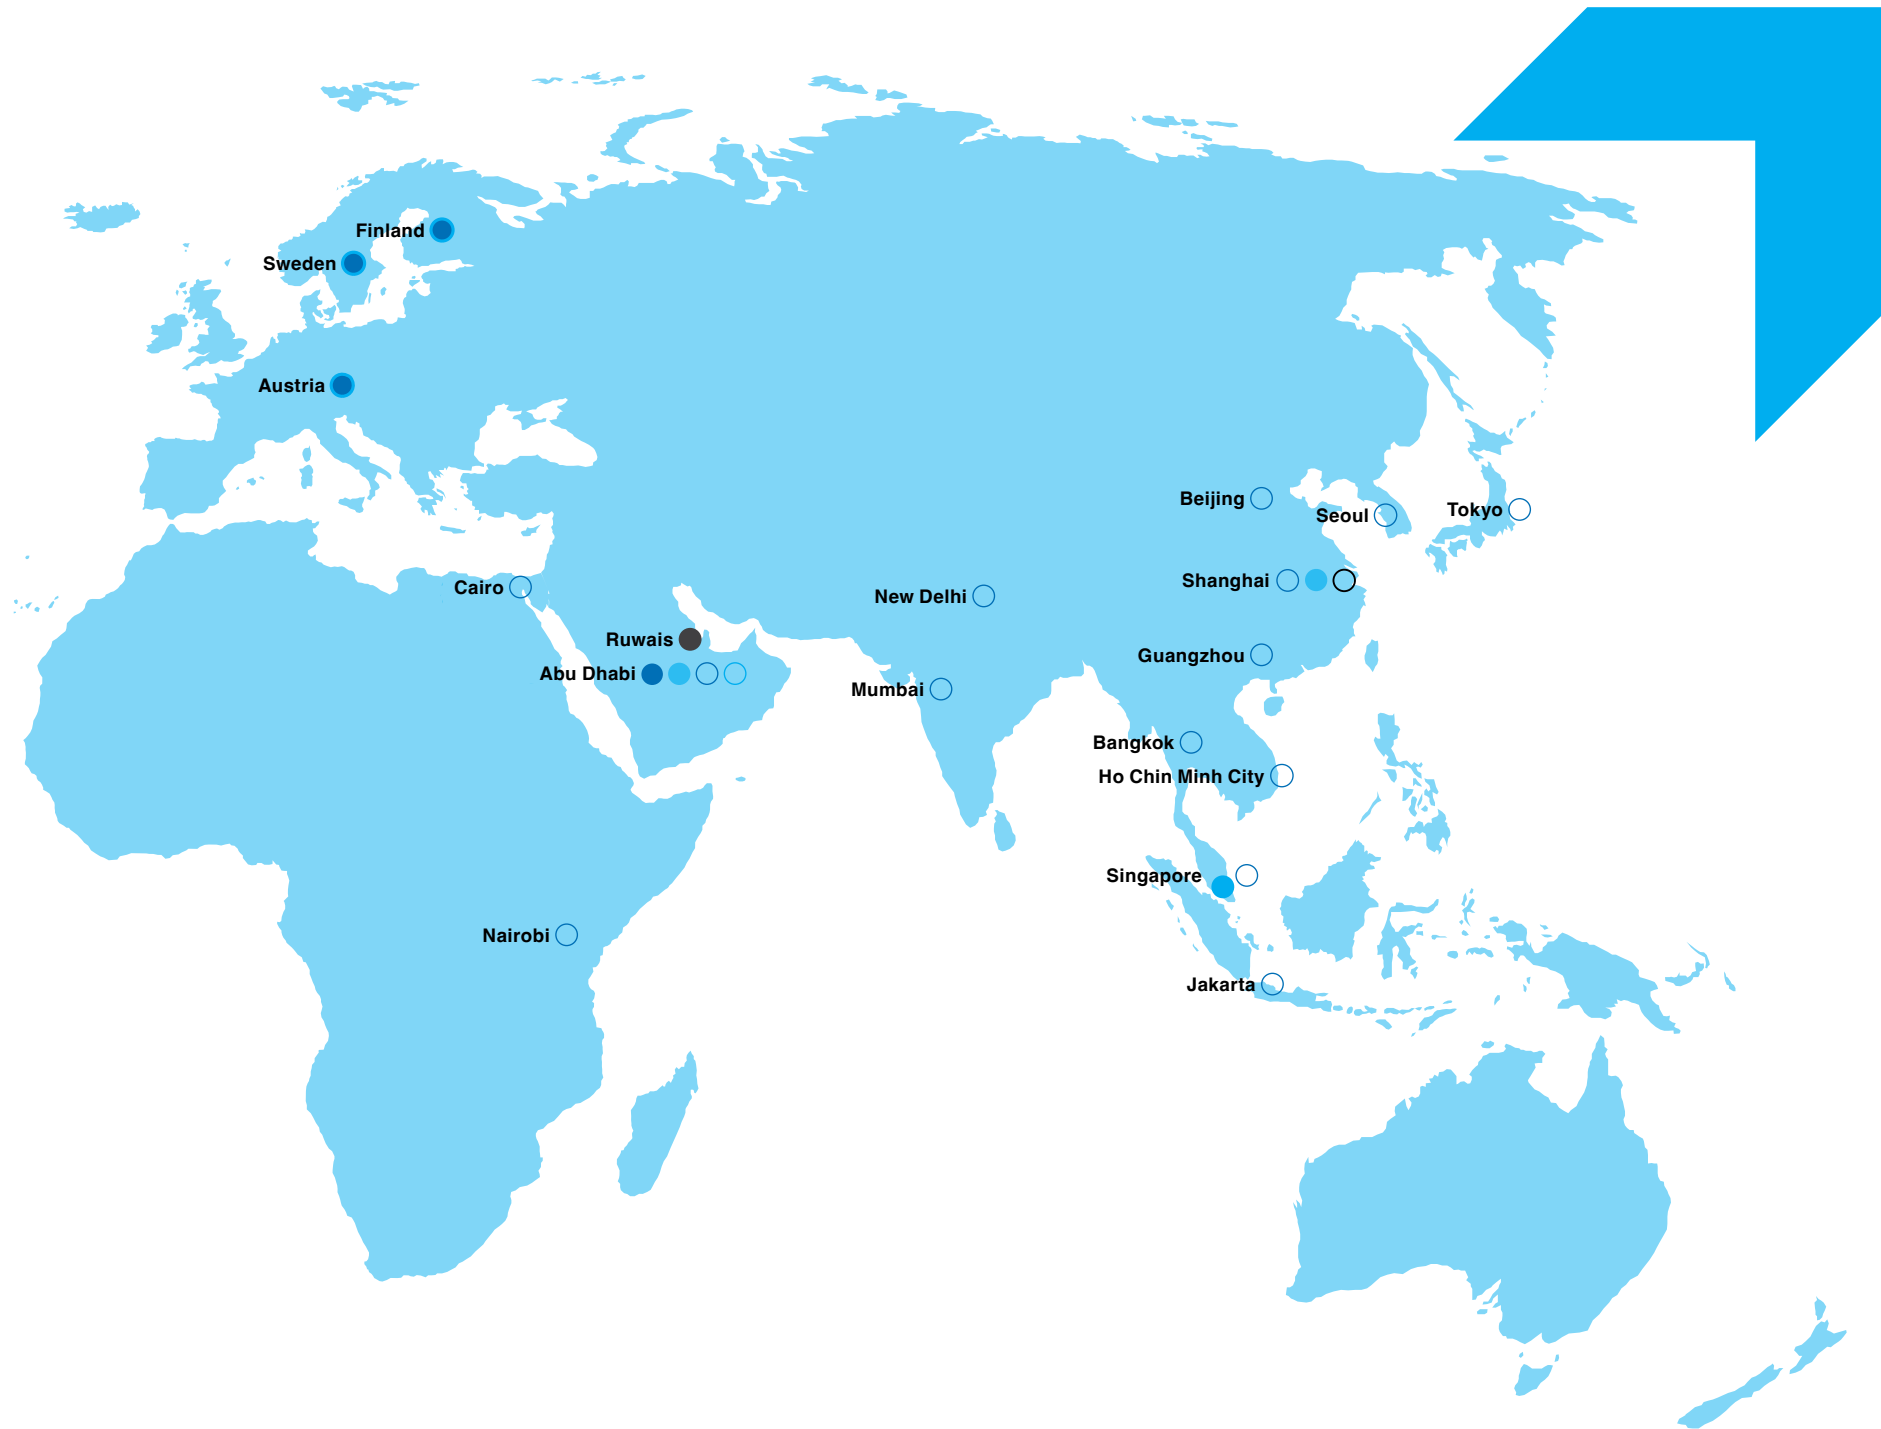 Finland
Sweden
Austria
Beijing
Seoul
Tokyo
Cairo
New Delhi
Shanghai
Ruwais
Guangzhou
Abu Dhabi
Mumbai
Bangkok
Ho Chin Minh City
Singapore
Nairobi
Jakarta